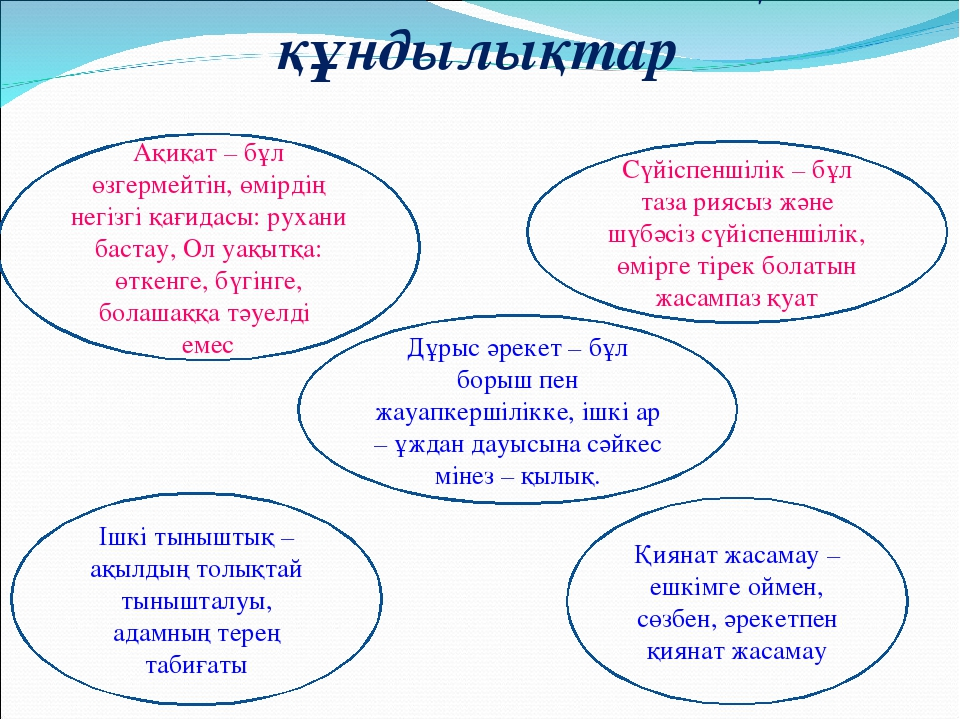 құндылықтар
Ақиқат – бұл
өзгермейтін, өмірдің
негізгі қағидасы: рухани
бастау, Ол уақытқа:
өткенге, бүгінге,
болашаққа тәуелді
емес
Сүйіспеншілік – бұл
таза риясыз және
шүбәсіз сүйіспеншілік,
өмірге тірек болатын
жасампаз қуат
Дұрыс әрекет – бұл
борыш пен
жауапкершілікке, ішкі ар
– ұждан дауысына сәйкес
мінез – қылық.
Ішкі тыныштық –
ақылдың толықтай
тынышталуы,
адамның терең
табиғаты
Қиянат жасамау –
ешкімге оймен,
сөзбен, әрекетпен
қиянат жасамау